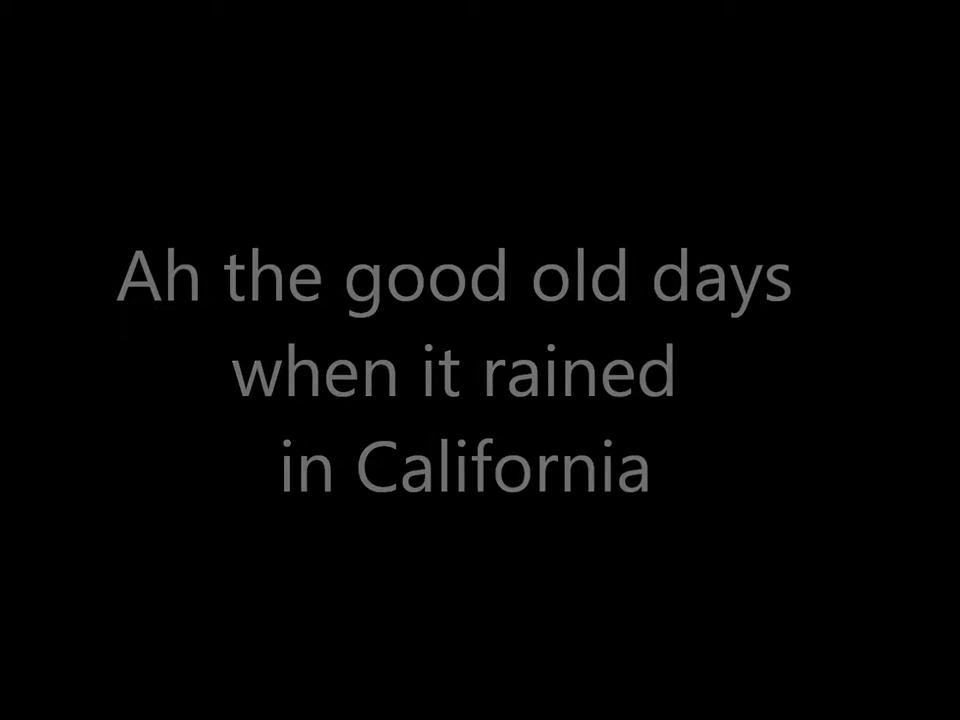 Ah the good old days
when it rained
in California